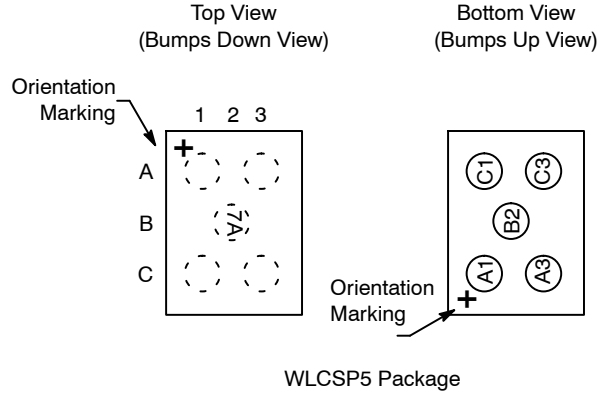 Top View
(Bumps Down View)
Bottom View
(Bumps Up View)
Orientation
Marking
1 2 3
A
B
C
7A
C1 C3
B2
A1 A3
Orientation
Marking
WLCSP5 Package